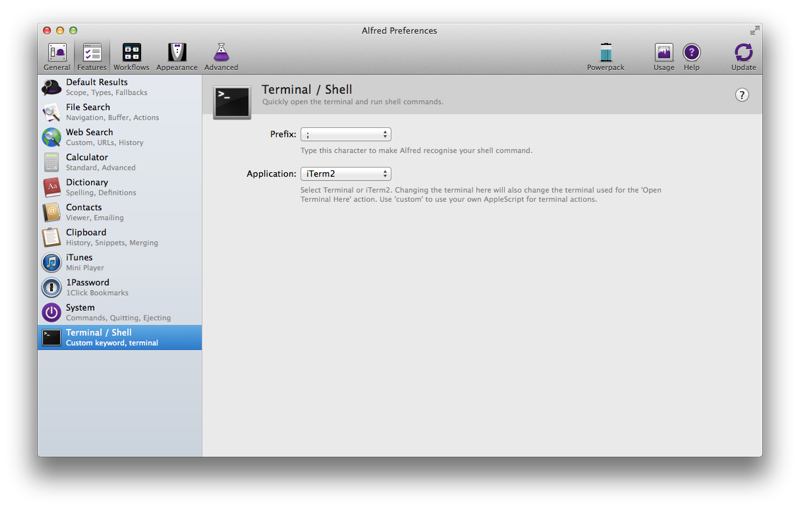 Alfred Preferences
General Features Workflows Appearance Advanced Powerpack Usage Help Update
Default Results
Scope, Types, Fallbacks
File Search
Navigation, Buffer, Actions
Web Search
Custom, URLs, History
Calculator
Standard, Advanced
Dictionary
Spelling, Definitions
Contacts
Viewer, Emailing
Clipboard
History, Snippets, Merging
iTunes
Mini Player
1Password
1Click Bookmarks
System
Commands, Quitting, Ejecting
Terminal / Shell
Custom keyword, terminal
Terminal / Shell
Quickly open the terminal and run shell commands.
?
Prefix: ;
Type this character to make Alfred recognise your shell command.
Application: iTerm2
Select Terminal or iTerm2. Changing the terminal here will also change the terminal used for the 'Open
Terminal Here' action. Use 'custom' to use your own AppleScript for terminal actions.